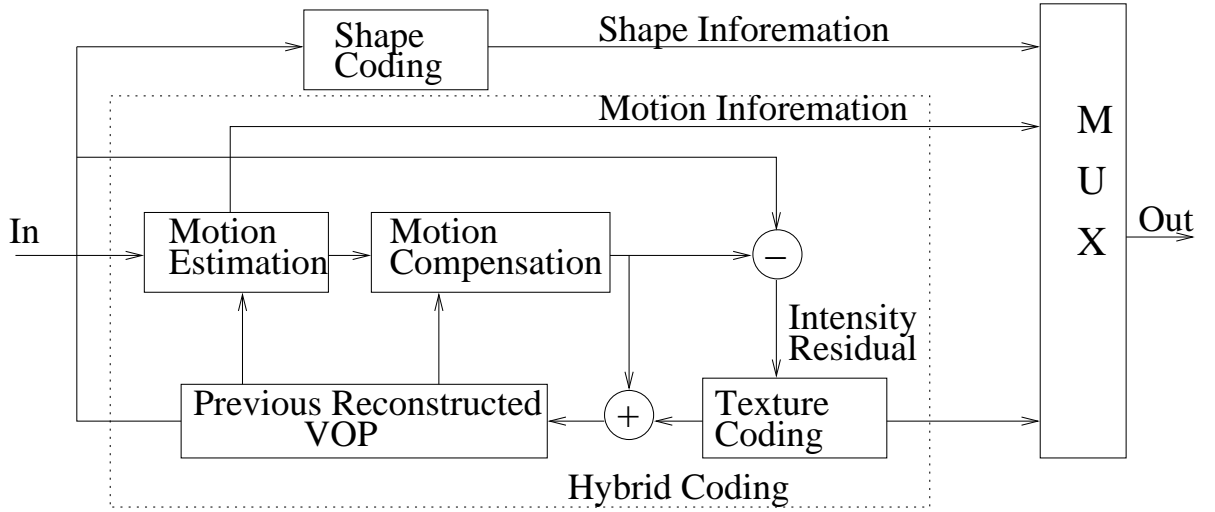 Shape
Coding
Shape Inforemation
Motion Inforemation
M
U
X
In
Motion
Estimation
Motion
Compensation
−
Out
Intensity
Residual
Previous Reconstructed
VOP
+
Texture
Coding
Hybrid Coding